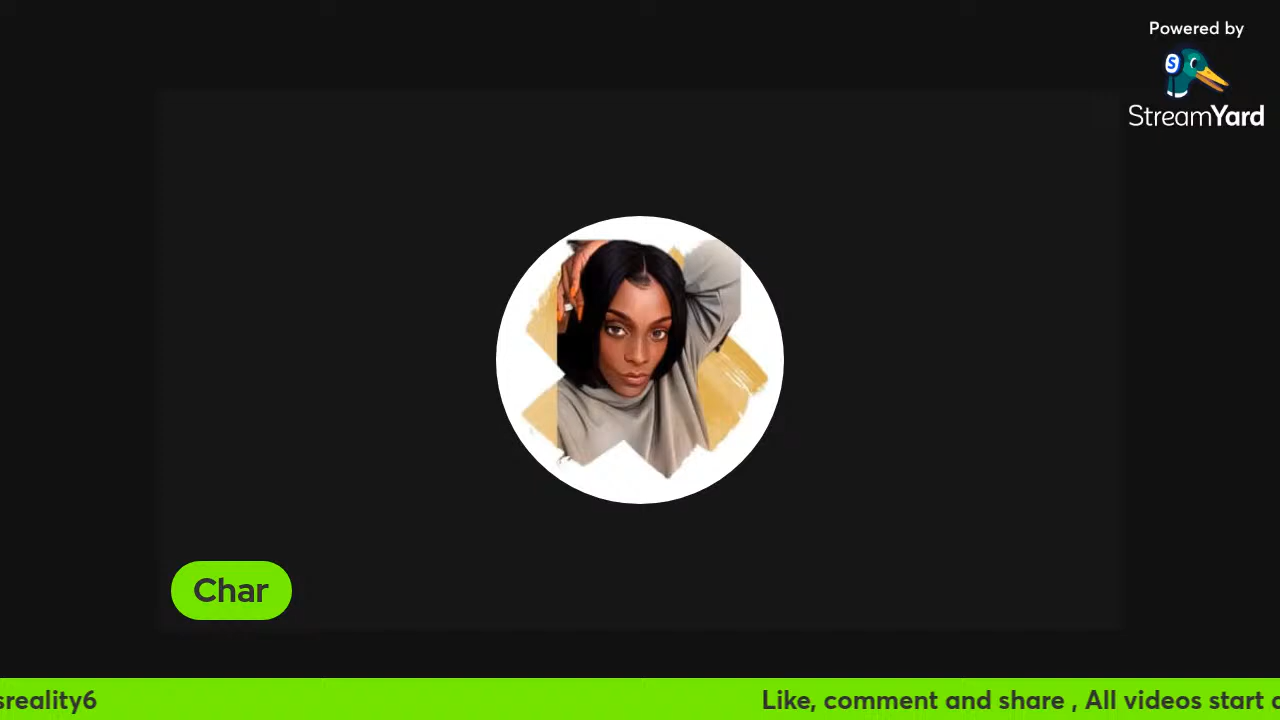 Powered by
S
StreamYard
Char
sreality6
Like, comment and share , All videos start